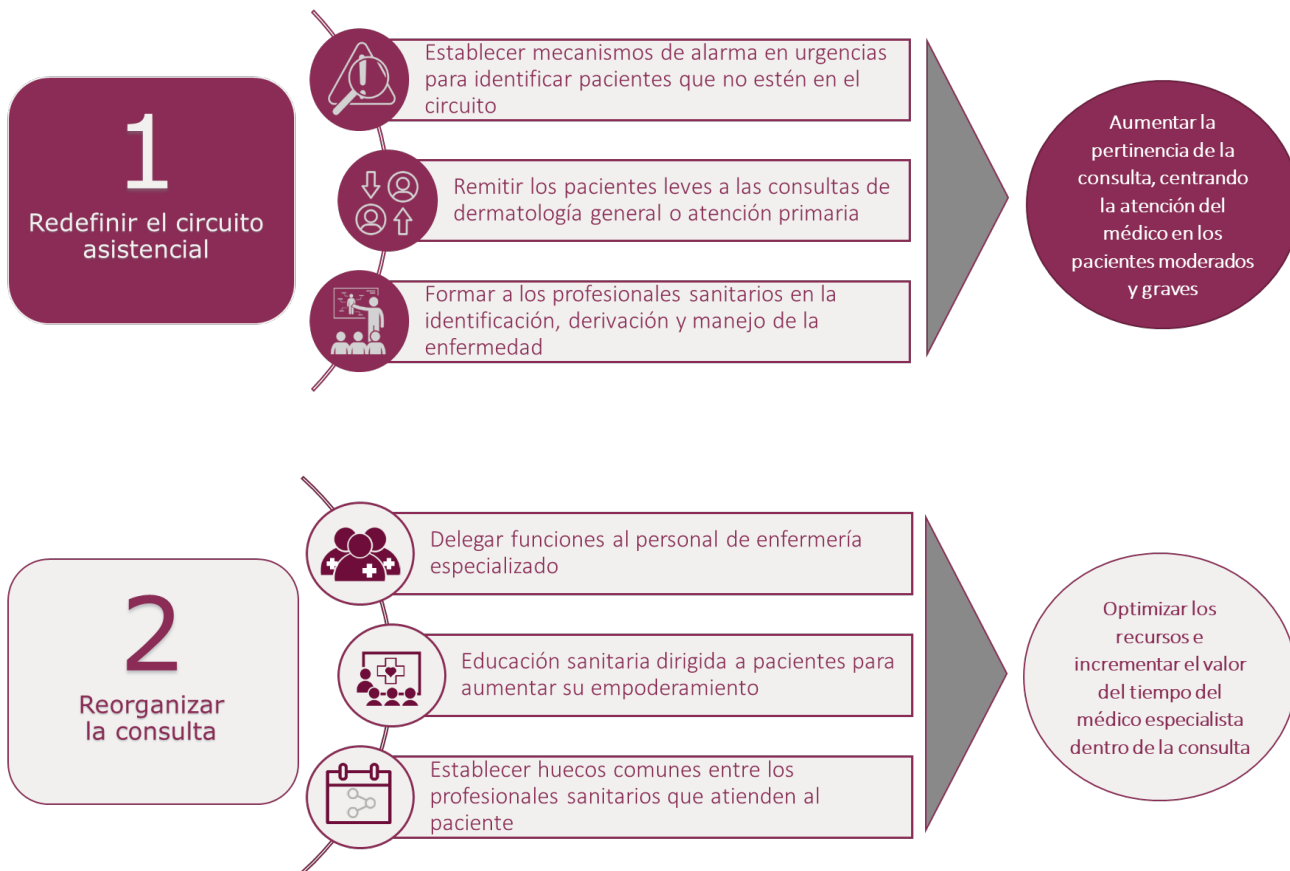 1
Redefinir el circuito
asistencial
Establecer mecanismos de alarma en urgencias
para identificar pacientes que no estén en el
circuito
Remitir los pacientes leves a las consultas de
dermatología general o atención primaria
Formar a los profesionales sanitarios en la
identificación, derivación y manejo de la
enfermedad
Aumentar la
pertinencia de la
consulta, centrando
la atención del
médico en los
pacientes moderados
y graves
2
Reorganizar
la consulta
Delegar funciones al personal de enfermería
especializado
Educación sanitaria dirigida a pacientes para
aumentar su empoderamiento
Establecer huecos comunes entre los
profesionales sanitarios que atienden al
paciente
Optimizar los
recursos e
incrementar el valor
del tiempo del
médico especialista
dentro de la consulta